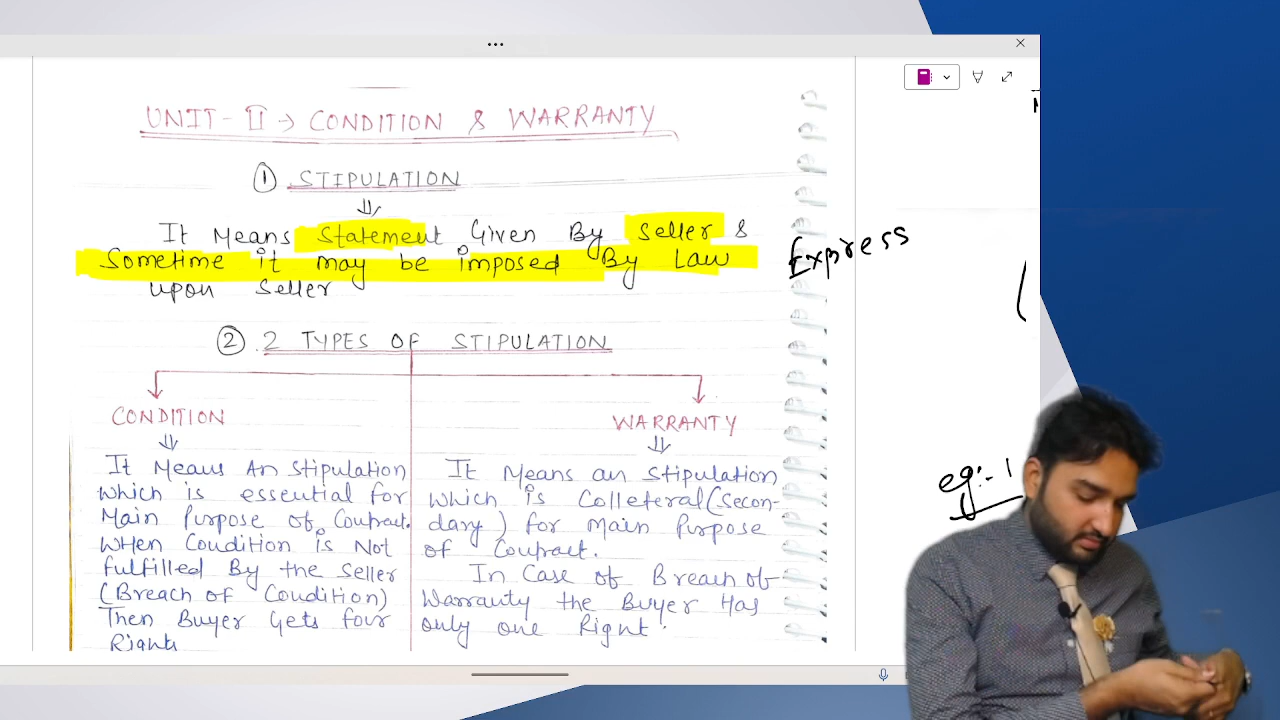 UNIT-II → CONDITION & WARRANTY
① STIPULATION
It Means Statement Given By Seller &
Sometime it may be imposed By Law
upon Seller
Express
② 2 TYPES OF STIPULATION
CONDITION
It Means An Stipulation
which is essential for
Main Purpose of Contract.
WHen Condition is Not
fulfilled By the Seller
(Breach of Condition)
Then Buyer Gets four
Rights
WARRANTY
It Means an Stipulation
which is Colleteral (Secon-
dary) for Main Purpose
of Contract.
In Case of Breach of
Warranty the Buyer Has
only one Right.
eg:- 1